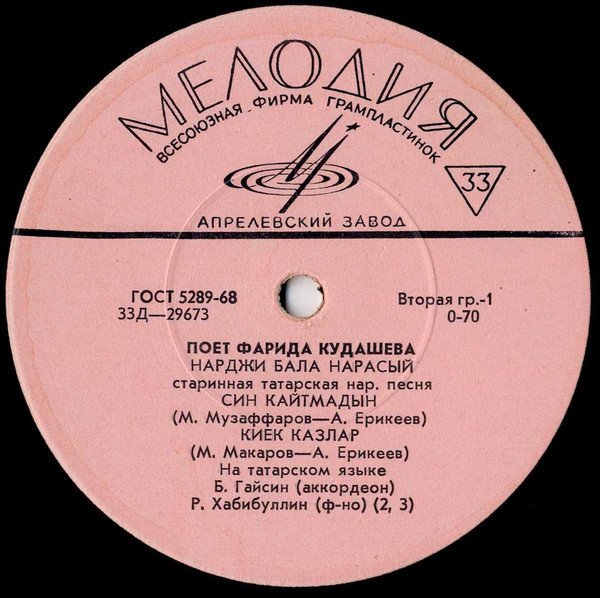 МЕЛОДИЯ
ВСЕСОЮЗНАЯ ФИРМА ГРАМПЛАСТИНОК
33
АПРЕЛЕВСКИЙ ЗАВОД
ГОСТ 5289-68 Вторая гр.-1
33Д—29673 0-70
ПОЕТ ФАРИДА КУДАШЕВА
НАРДЖИ БАЛА НАРАСЫЙ
старинная татарская нар. песня
СИН КАЙТМАДЫН
(М. Музаффаров—А. Ерикеев)
КИЕК КАЗЛАР
(М. Макаров—А. Ерикеев)
На татарском языке
Б. Гайсин (аккордеон)
Р. Хабибуллин (ф-но) (2, 3)